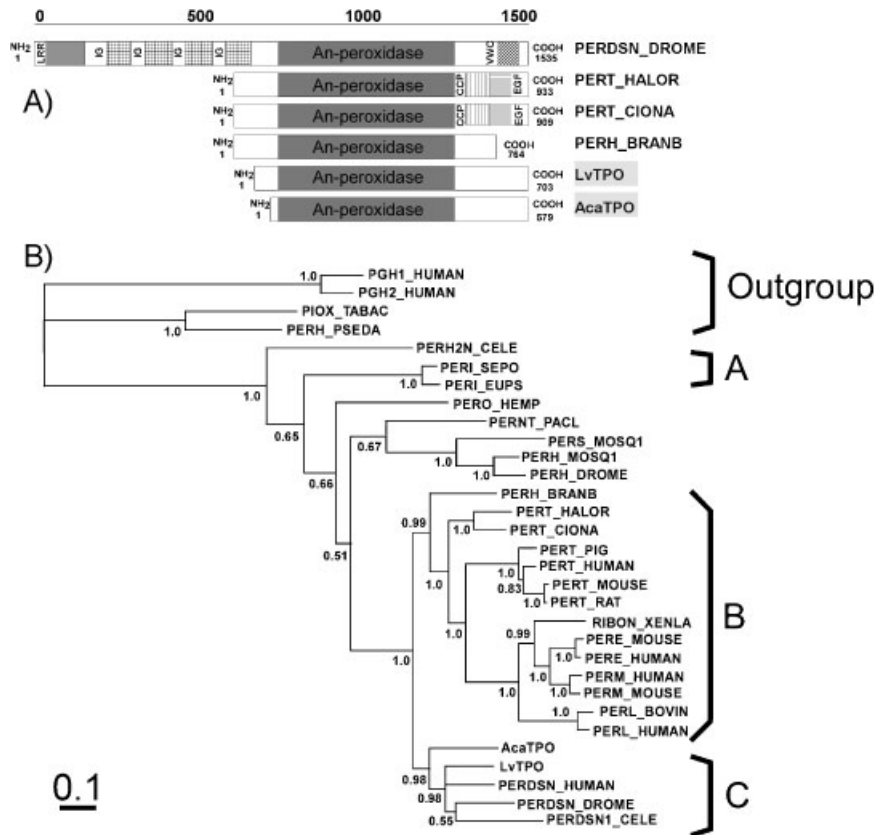 0 500 1000 1500
NH2 1 LRR IG IG IG IG An-peroxidase VWC COOH 1535 PERDSN_DROME
NH2 1 An-peroxidase CCP EGF COOH 933 PERT_HALOR
A)
NH2 1 An-peroxidase CCP EGF COOH 909 PERT_CIONA
NH2 1 An-peroxidase COOH 764 PERH_BRANB
NH2 1 An-peroxidase COOH 703 LvTPO
NH2 1 An-peroxidase COOH 579 AcaTPO
B)
1.0 PGH1_HUMAN
PGH2_HUMAN
Outgroup
PIOX_TABAC
1.0 PERH_PSEDA
PERH2N_CELE
A
1.0 PERI_SEPO
1.0 PERI_EUPS
PERO_HEMP
0.65 PERNT_PACL
0.67 PERS_MOSQ1
1.0 PERH_MOSQ1
1.0 PERH_DROME
0.66
PERH_BRANB
0.99 PERT_HALOR
0.51 1.0 PERT_CIONA
PERT_PIG
1.0 PERT_HUMAN
1.0 0.83 PERT_MOUSE
1.0 PERT_RAT
B
1.0 0.99 RIBON_XENLA
PERE_MOUSE
1.0 PERE_HUMAN
1.0 1.0 PERM_HUMAN
1.0 1.0 PERM_MOUSE
1.0 PERL_BOVIN
PERL_HUMAN
AcaTPO
0.98 LvTPO
0.98 PERDSN_HUMAN
C
PERDSN_DROME
0.55 PERDSN1_CELE
0.1